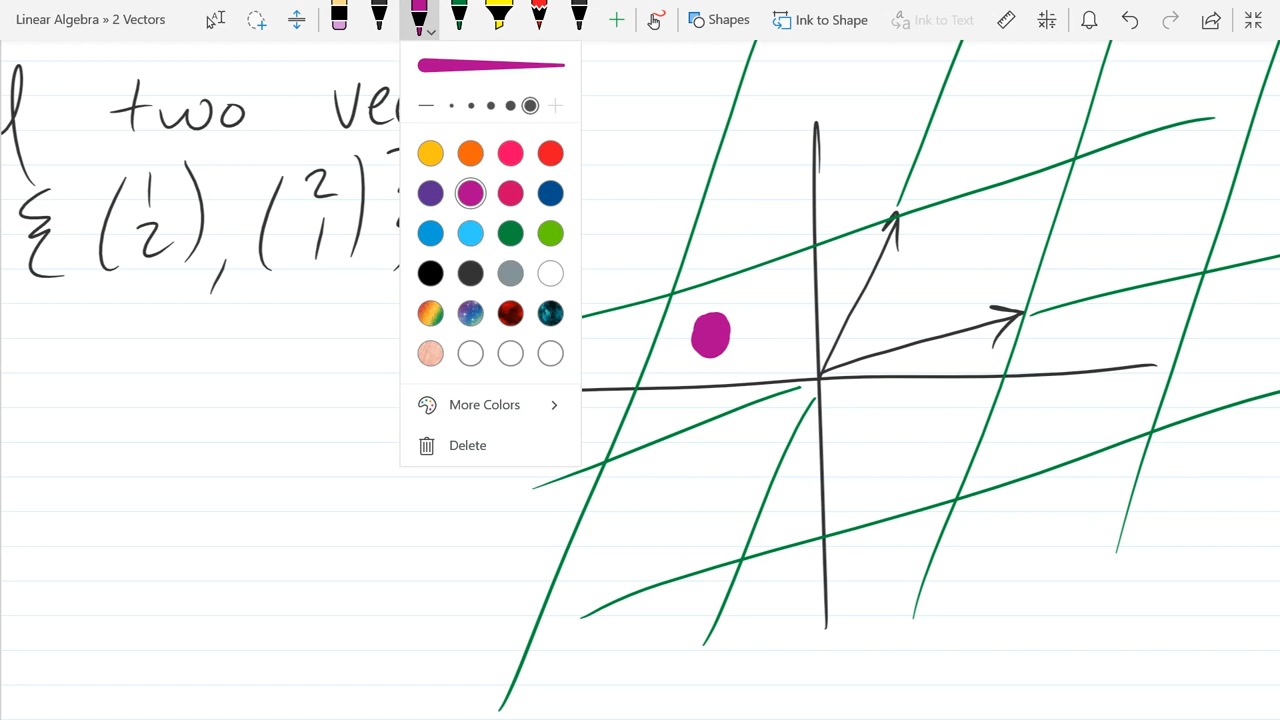 Linear Algebra » 2 Vectors
Shapes
Ink to Shape
Ink to Text
two
{ (1 2), (2 1)
More Colors
Delete